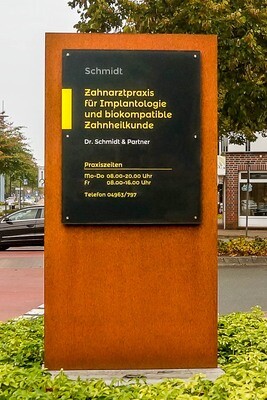 Schmidt
Zahnarztpraxis
für Implantologie
und biokompatible
Zahnheilkunde
Dr. Schmidt & Partner
Praxiszeiten
Mo-Do 08.00-20.00 Uhr
Fr 08.00-16.00 Uhr
Telefon 04963/797